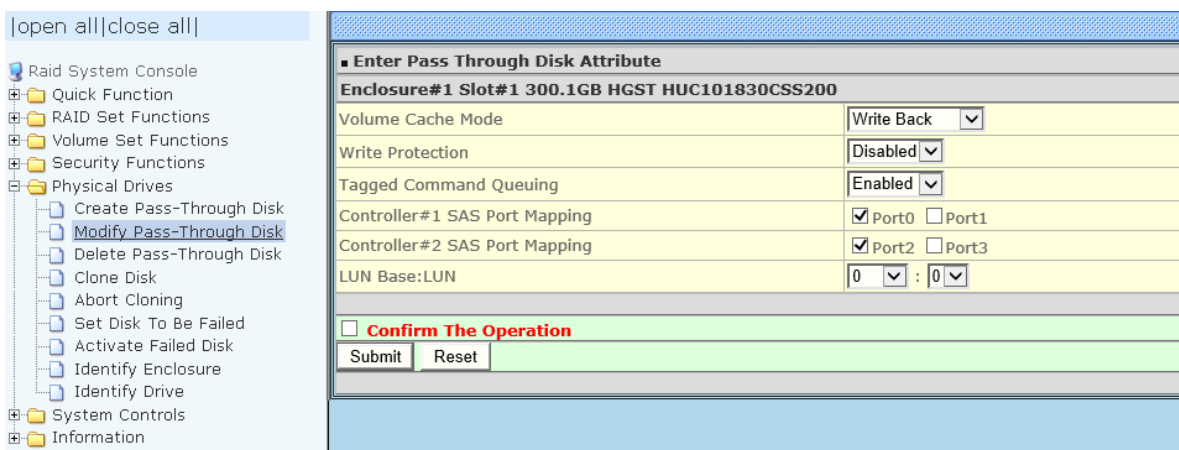 |open all|close all|
Raid System Console
Quick Function
RAID Set Functions
Volume Set Functions
Security Functions
Physical Drives
Create Pass-Through Disk
Modify Pass-Through Disk
Delete Pass-Through Disk
Clone Disk
Abort Cloning
Set Disk To Be Failed
Activate Failed Disk
Identify Enclosure
Identify Drive
System Controls
Information
Enter Pass Through Disk Attribute
Enclosure#1 Slot#1 300.1GB HGST HUC101830CSS200
Volume Cache Mode Write Back
Write Protection Disabled
Tagged Command Queuing Enabled
Controller#1 SAS Port Mapping Port0 Port1
Controller#2 SAS Port Mapping Port2 Port3
LUN Base:LUN 0 : 0
Confirm The Operation
Submit Reset